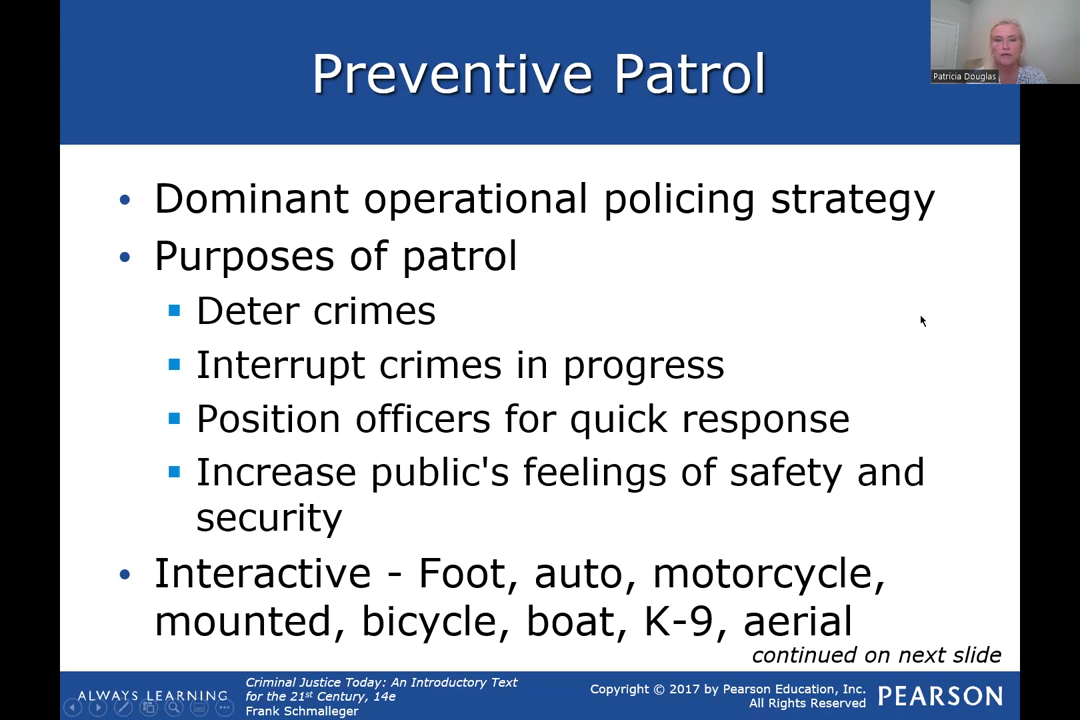 Preventive Patrol
Patricia Douglas
• Dominant operational policing strategy
• Purposes of patrol
▪ Deter crimes
▪ Interrupt crimes in progress
▪ Position officers for quick response
▪ Increase public's feelings of safety and
security
• Interactive - Foot, auto, motorcycle,
mounted, bicycle, boat, K-9, aerial
continued on next slide
ALWAYS LEARNING
Criminal Justice Today: An Introductory Text
for the 21st Century, 14e
Frank Schmalleger
Copyright © 2017 by Pearson Education, Inc.
All Rights Reserved
PEARSON